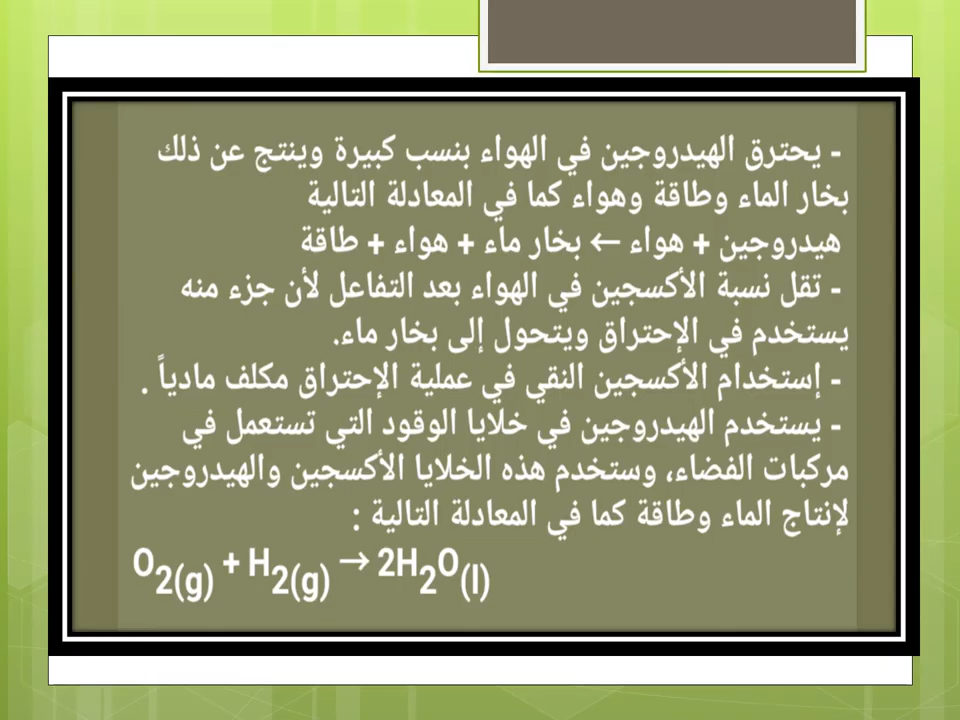 - يحترق الهيدروجين في الهواء بنسب كبيرة وينتج عن ذلك
بخار الماء وطاقة وهواء كما في المعادلة التالية
هيدروجين + هواء ← بخار ماء + هواء + طاقة
- تقل نسبة الأكسجين في الهواء بعد التفاعل لأن جزء منه
يستخدم في الإحتراق ويتحول إلى بخار ماء.
- إستخدام الأكسجين النقي في عملية الإحتراق مكلف مادياً .
- يستخدم الهيدروجين في خلايا الوقود التي تستعمل في
مركبات الفضاء، وستخدم هذه الخلايا الأكسجين والهيدروجين
لإنتاج الماء وطاقة كما في المعادلة التالية :
O2(g) + H2(g) → 2H2O(l)